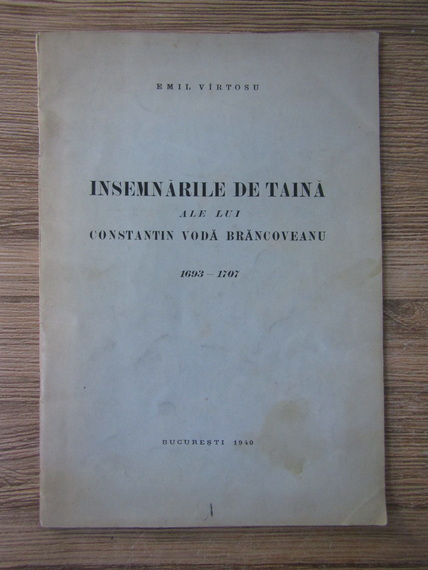 EMIL VÎRTOSU
INSEMNĂRILE DE TAINĂ
ALE LUI
CONSTANTIN VODĂ BRÂNCOVEANU
1693 – 1707
BUCUREȘTI 1940